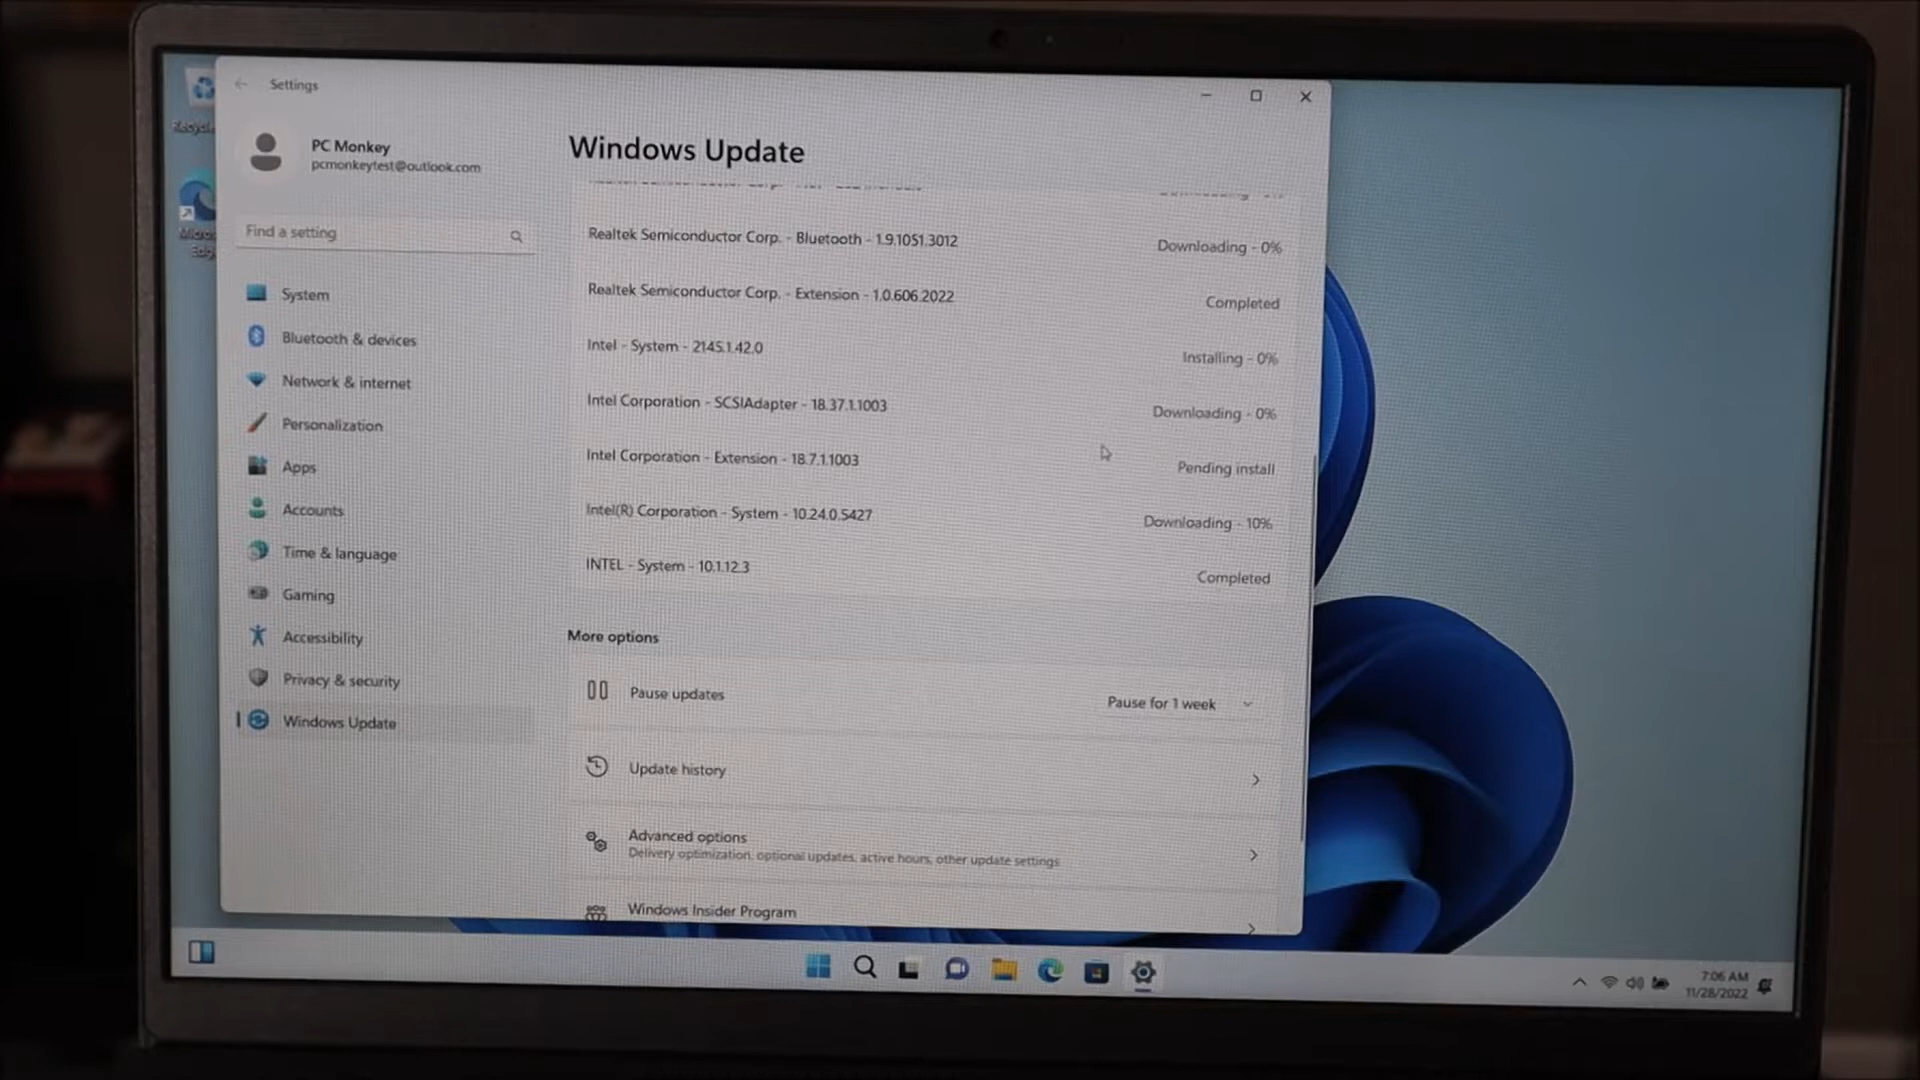 Settings
PC Monkey
pcmonkeytest@outlook.com
Find a setting
System
Bluetooth & devices
Network & internet
Personalization
Apps
Accounts
Time & language
Gaming
Accessibility
Privacy & security
Windows Update
Windows Update
Realtek Semiconductor Corp. - Bluetooth - 1.9.1051.3012 Downloading - 0%
Realtek Semiconductor Corp. - Extension - 1.0.606.2022 Completed
Intel - System - 2145.1.42.0 Installing - 0%
Intel Corporation - SCSIAdapter - 18.37.1.1003 Downloading - 0%
Intel Corporation - Extension - 18.7.1.1003 Pending install
Intel(R) Corporation - System - 10.24.0.5427 Downloading - 10%
INTEL - System - 10.1.12.3 Completed
More options
Pause updates Pause for 1 week
Update history
Advanced options
Delivery optimization, optional updates, active hours, other update settings
Windows Insider Program
Recycle
Micros
Edg
7:06 AM
11/28/2022